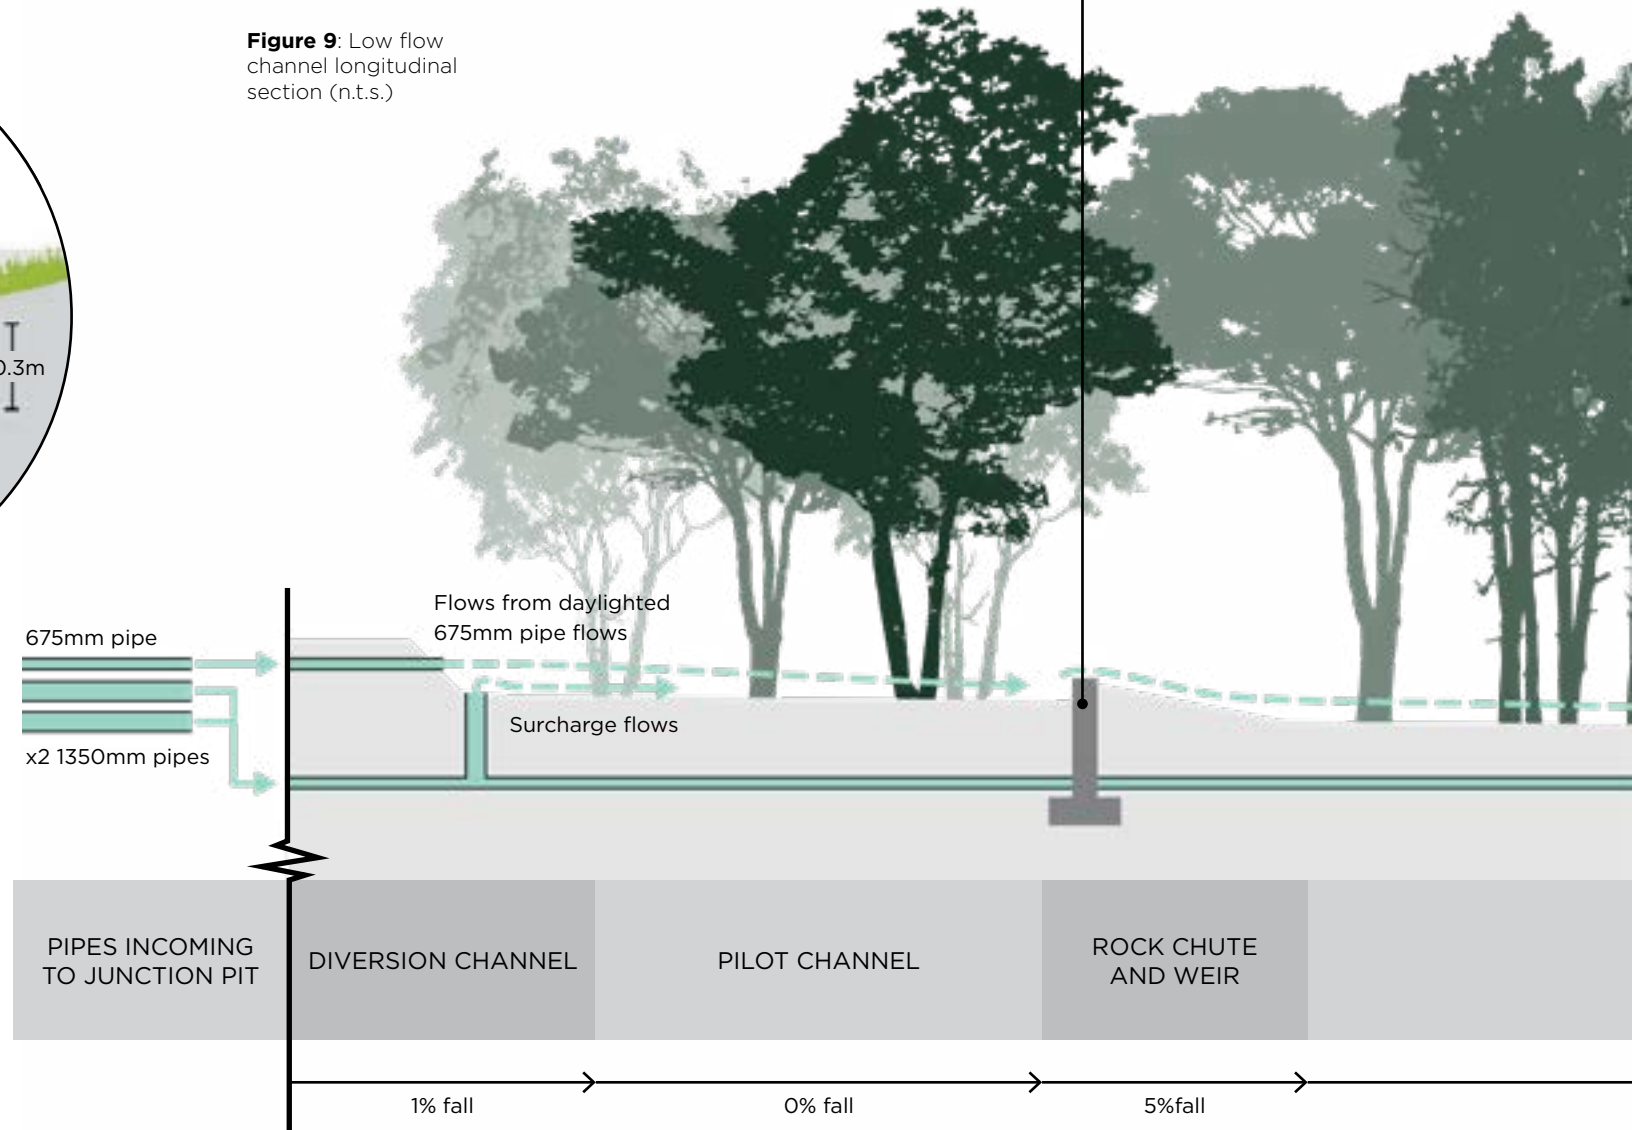 Figure 9: Low flow
channel longitudinal
section (n.t.s.)
0.3m
Flows from daylighted
675mm pipe flows
675mm pipe
Surcharge flows
x2 1350mm pipes
PIPES INCOMING
TO JUNCTION PIT
DIVERSION CHANNEL
PILOT CHANNEL
ROCK CHUTE
AND WEIR
1% fall
0% fall
5%fall